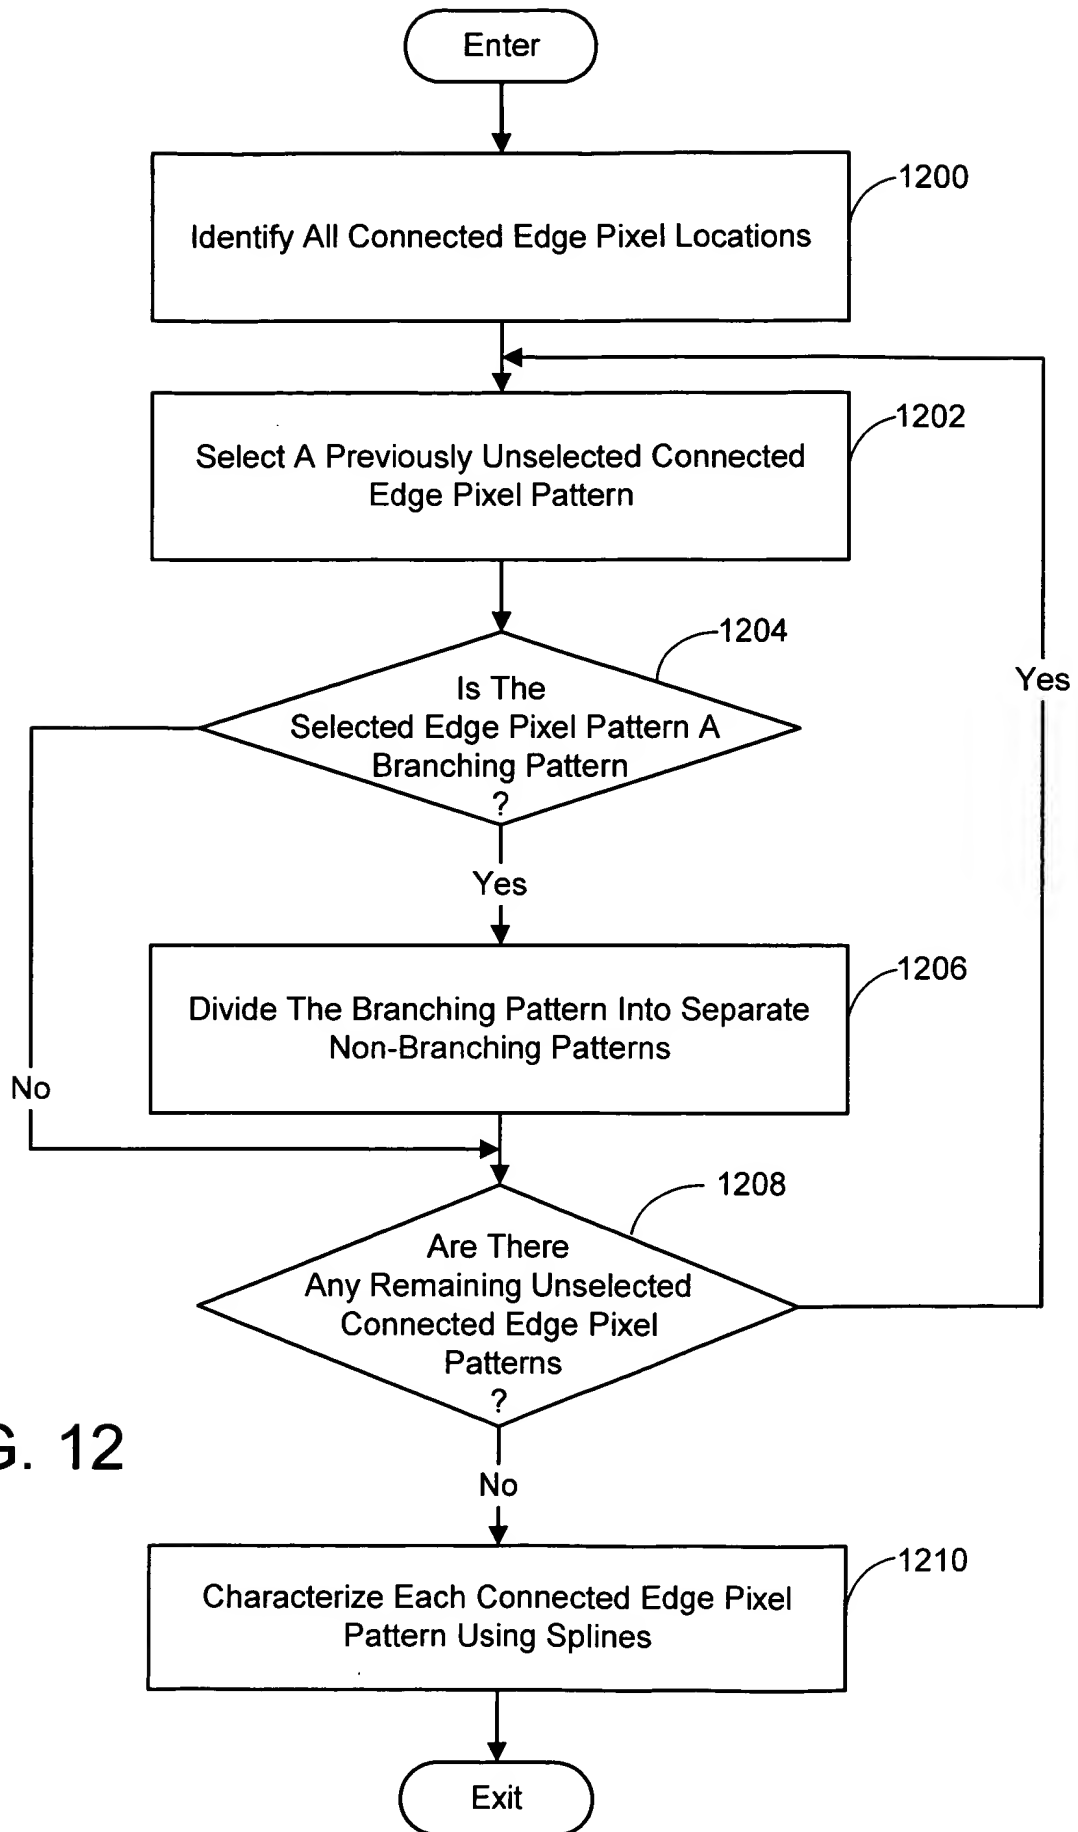 Enter
1200
Identify All Connected Edge Pixel Locations
1202
Select A Previously Unselected Connected
Edge Pixel Pattern
1204
Is The
Selected Edge Pixel Pattern A
Branching Pattern
?
Yes
Yes
1206
Divide The Branching Pattern Into Separate
Non-Branching Patterns
No
1208
Are There
Any Remaining Unselected
Connected Edge Pixel
Patterns
?
G. 12
No
1210
Characterize Each Connected Edge Pixel
Pattern Using Splines
Exit